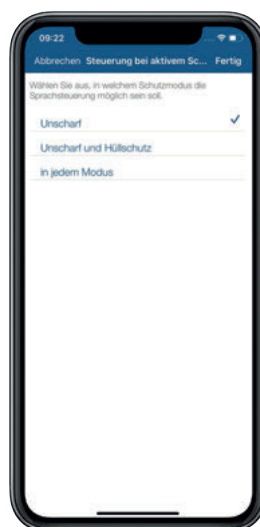 09:22
Abbrechen Steuerung bei aktivem Sc... Fertig
Wählen Sie aus, in welchem Schutzmodus die
Sprachsteuerung möglich sein soll.
Unscharf
Unscharf und Hüllschutz
in jedem Modus